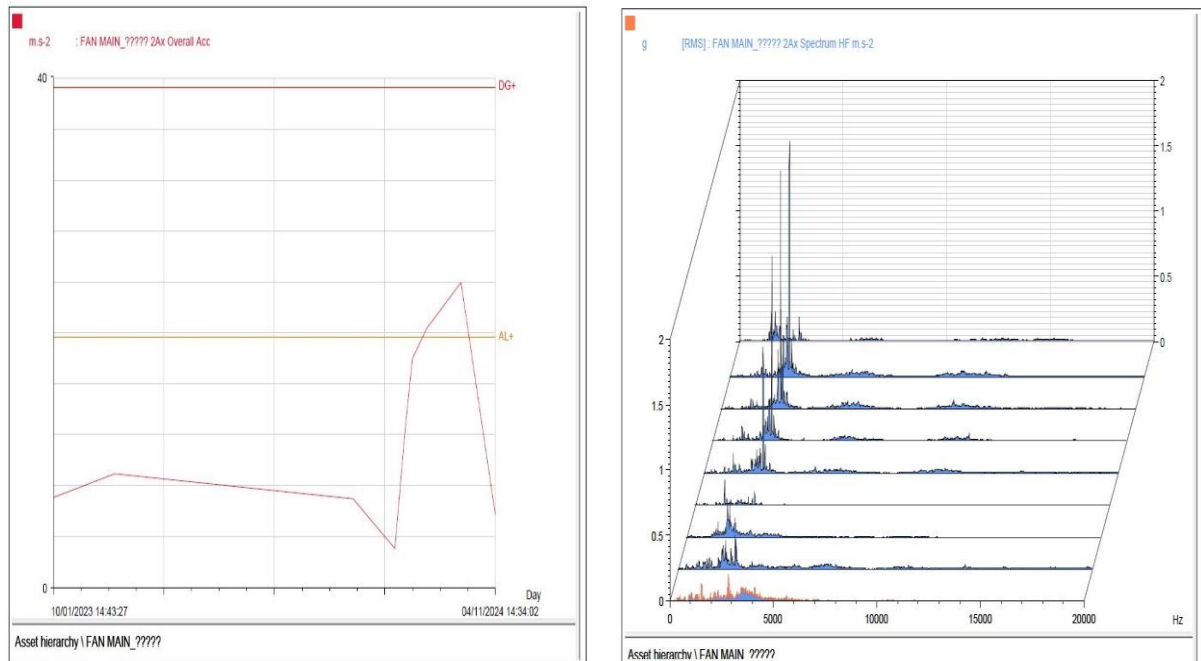 m.s-2 : FAN MAIN_????? 2Ax Overall Acc
40
DG+
AL+
0
Day
10/01/2023 14:43:27
04/11/2024 14:34:02
Asset hierarchy \ FAN MAIN_?????
g [RMS] : FAN MAIN_????? 2Ax Spectrum HF m.s-2
2
1.5
1
0.5
0
2
1.5
1
0.5
0
0
5000
10000
15000
20000
Hz
Asset hierarchy \ FAN MAIN_?????